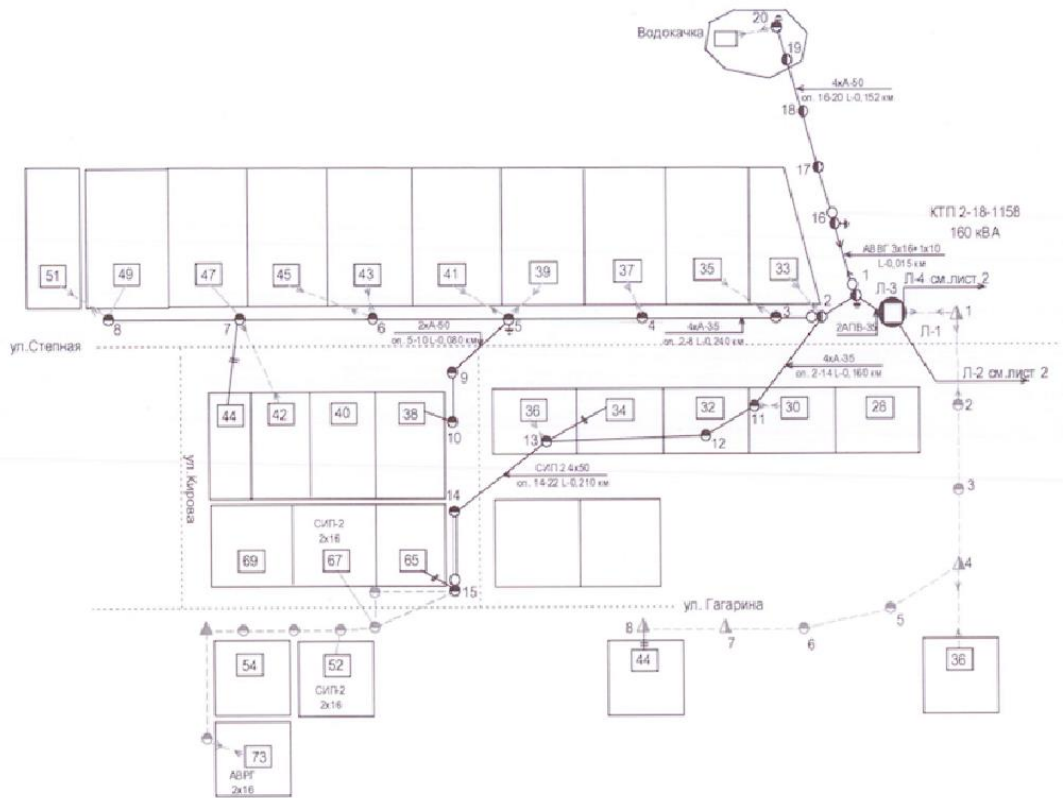 20
Водокачка
19
4хА-50
оп. 16-20 L-0,152 км
18
17
16
КТП 2-18-1158
160 кВА
АВВГ 3х16+1х10
L-0,015 км
1
Л-4 см.лист 2
Л-3
51
49
47
45
43
41
39
37
35
33
2
1
8
7
6
5
4
3
2АПВ-35
Л-1
2хА-50
оп. 5-10 L-0,080 км
4хА-35
оп. 2-8 L-0,240 км
ул.Степная
4хА-35
оп. 2-14 L-0,160 км
Л-2 см.лист 2
9
44
42
40
38
10
36
34
32
30
28
11
2
13
12
СИП 2 4х50
оп. 14-22 L-0,210 км
ул. Кирова
14
3
СИП-2
2х16
69
67
65
15
4
ул. Гагарина
5
8
7
6
54
52
44
36
СИП-2
2х16
73
АВРГ
2х16